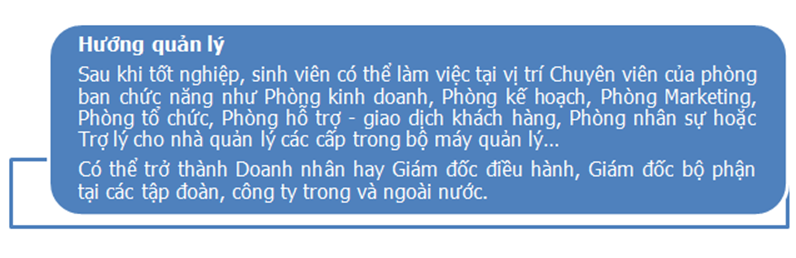 Hướng quản lý
Sau khi tốt nghiệp, sinh viên có thể làm việc tại vị trí Chuyên viên của phòng
ban chức năng như Phòng kinh doanh, Phòng kế hoạch, Phòng Marketing,
Phòng tổ chức, Phòng hỗ trợ - giao dịch khách hàng, Phòng nhân sự hoặc
Trợ lý cho nhà quản lý các cấp trong bộ máy quản lý...
Có thể trở thành Doanh nhân hay Giám đốc điều hành, Giám đốc bộ phận
tại các tập đoàn, công ty trong và ngoài nước.